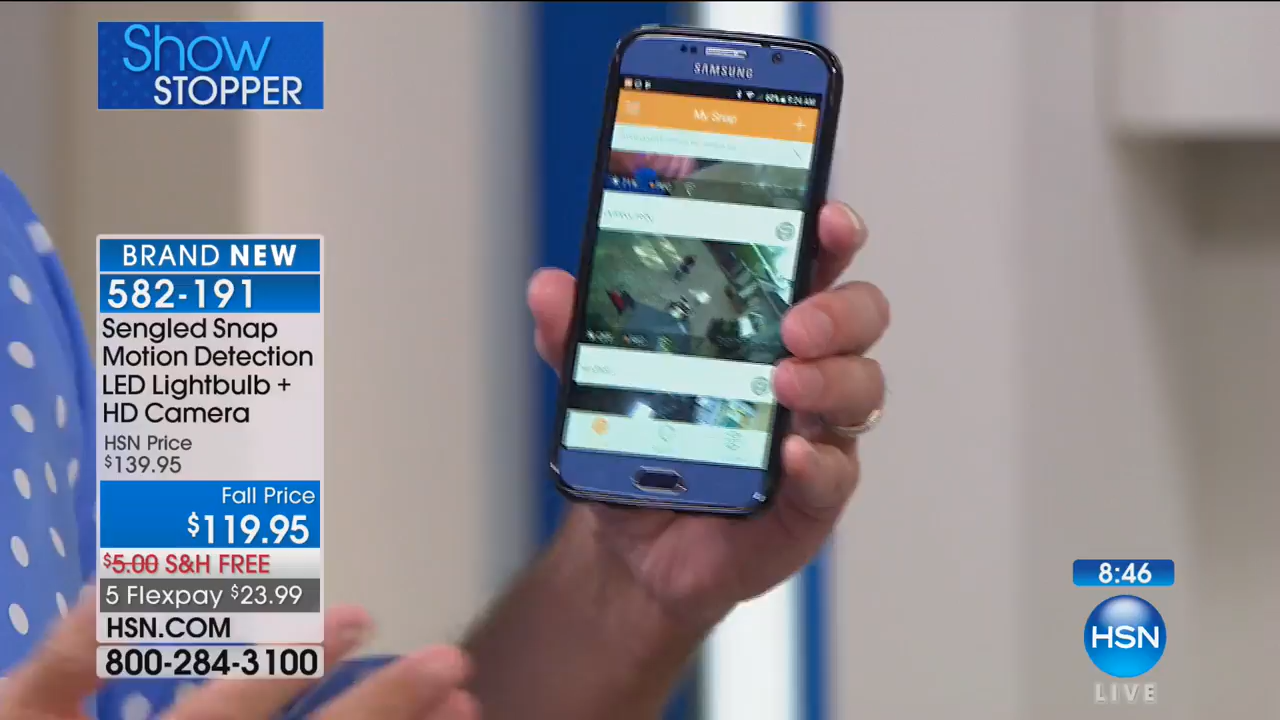 Show
STOPPER
BRAND NEW
582-191
Sengled Snap
Motion Detection
LED Lightbulb +
HD Camera
HSN Price
$139.95
Fall Price
$119.95
$5.00 S&H FREE
5 Flexpay $23.99
HSN.COM
800-284-3100
SAMSUNG
My Snap
8:46
HSN
LIVE